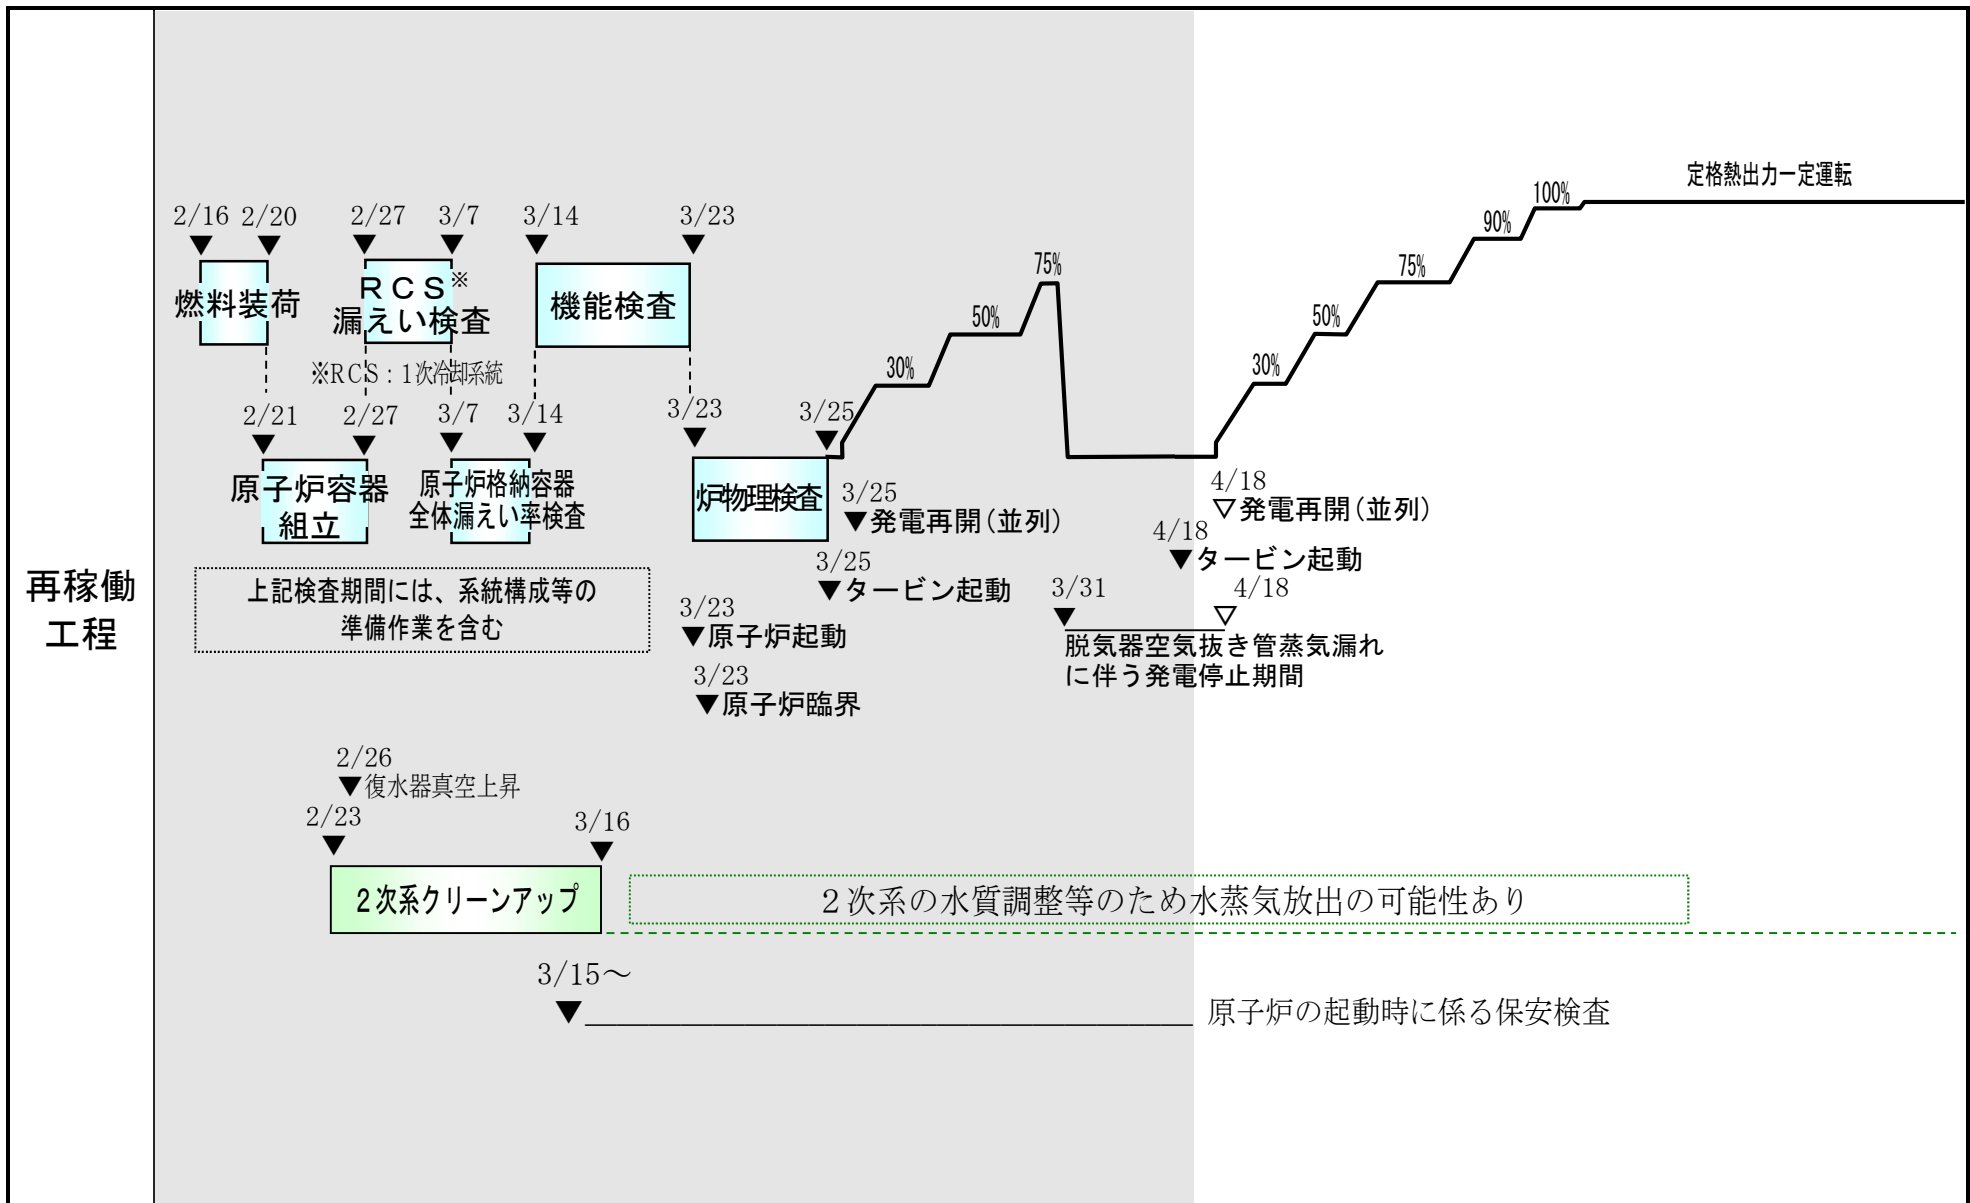 再稼働
工程
定格熱出力一定運転
100%
90%
75%
50%
30%
75%
50%
30%
2/16 2/20 2/27 3/7 3/14 3/23
▼ ▼ ▼ ▼ ▼ ▼
燃料装荷
RCS※
漏えい検査
機能検査
※RCS:1次冷却系統
2/21 2/27 3/7 3/14 3/23 3/25
▼ ▼ ▼ ▼ ▼ ▼
原子炉容器
組立
原子炉格納容器
全体漏えい率検査
炉物理検査
3/25
▼発電再開(並列)
3/25
▼タービン起動
4/18
▽発電再開(並列)
4/18
▼タービン起動
3/31 4/18
▼ ▽
脱気器空気抜き管蒸気漏れ
に伴う発電停止期間
上記検査期間には、系統構成等の
準備作業を含む
3/23
▼原子炉起動
3/23
▼原子炉臨界
2/26
▼復水器真空上昇
2/23 3/16
▼ ▼
2次系クリーンアップ
2次系の水質調整等のため水蒸気放出の可能性あり
3/15~
▼ 原子炉の起動時に係る保安検査